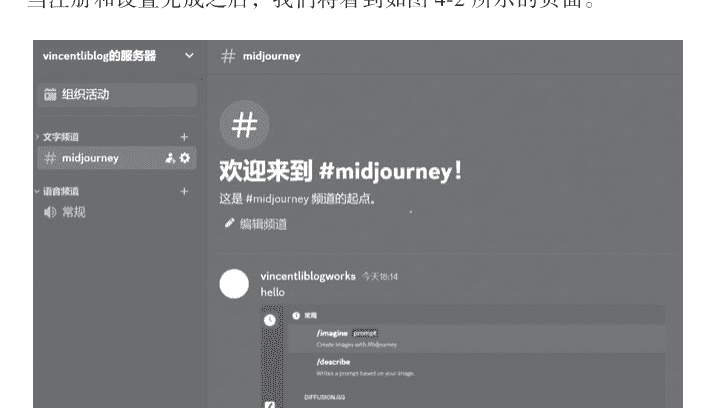 当注册和设置完成之后，我们将看到如图 4-2 所示的页面。
vincentliblog的服务器
组织活动
文字频道
# midjourney
语音频道
常规
# midjourney
#
欢迎来到 #midjourney！
这是 #midjourney 频道的起点。
编辑频道
vincentliblogworks 今天18:14
hello
常用
/imagine prompt
Create images with Midjourney
/describe
Writes a prompt based on your image.
DIFFUSION.GG